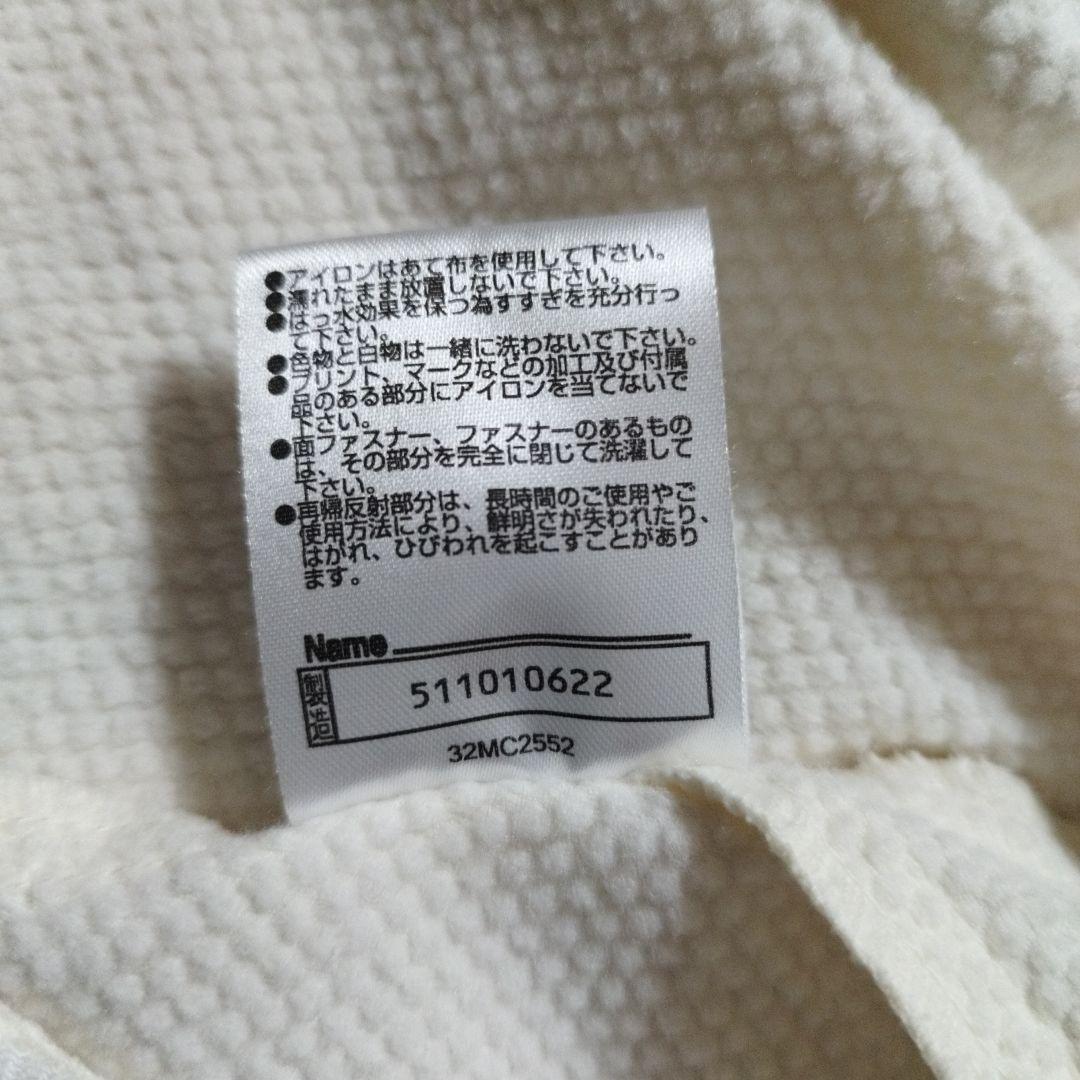 ●アイロンはあて布を使用して下さい。
●濡れたまま放置しないで下さい。
●はっ水効果を保つ為すすぎを充分行っ
て下さい。
●色物と白物は一緒に洗わないで下さい。
●プリント、マークなどの加工及び付属
品のある部分にアイロンを当てないで
下さい。
●面ファスナー、ファスナーのあるもの
は、その部分を完全に閉じて洗濯して
下さい。
●再帰反射部分は、長時間のご使用やご
使用方法により、鮮明さが失われたり、
はがれ、ひびわれを起こすことがあり
ます。
Name
製造 511010622
32MC2552